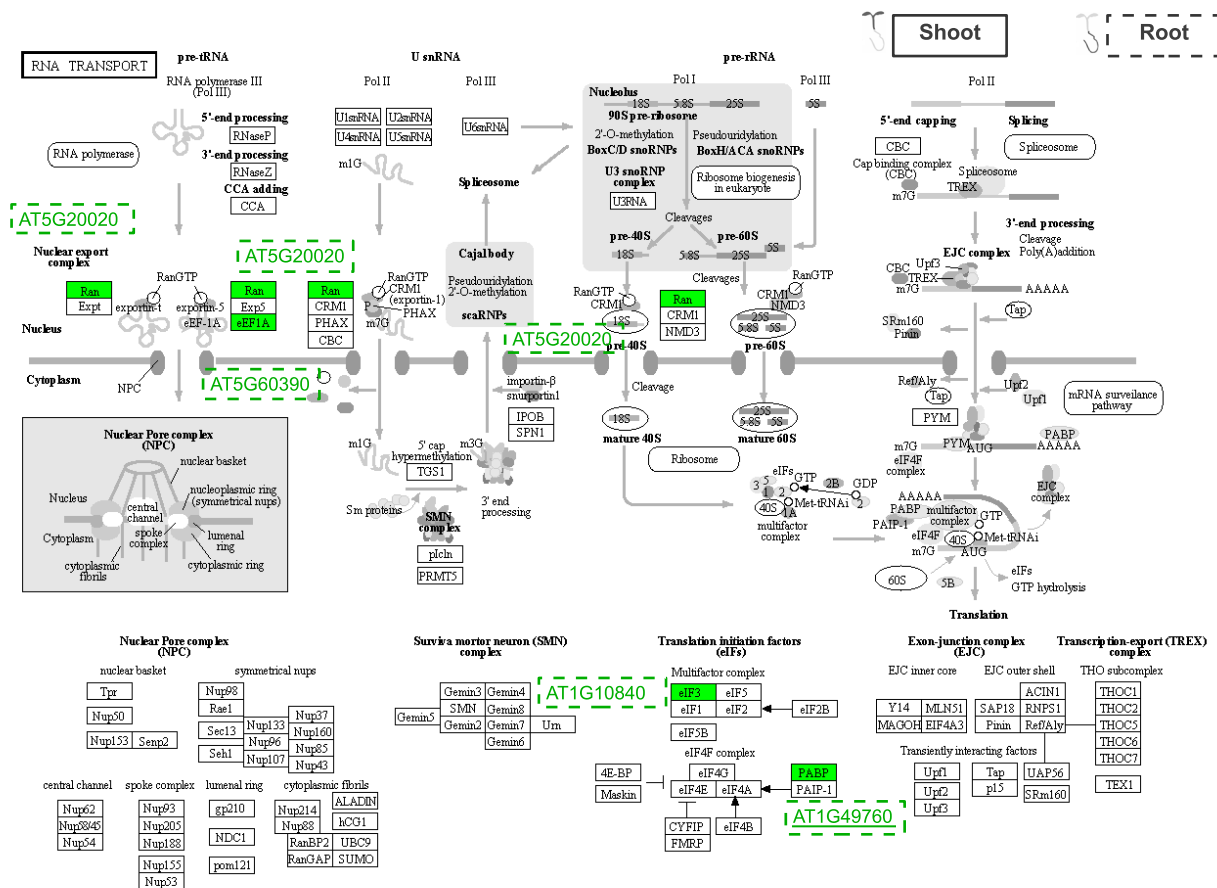 Shoot
Root
RNA TRANSPORT
pre-tRNA
U snRNA
pre-rRNA
RNA polymerase III
(Pol III)
Pol II
Pol III
Pol I
Pol III
Pol II
Nucleolus
18S 5.8S 25S
5S
90S pre-ribosome
5'-end processing
RNaseP
3'-end processing
RNaseZ
CCA adding
CCA
RNA polymerase
U1snRNA U2snRNA
U4snRNA U5snRNA
U6snRNA
m1G
Spliceosome
2'-O-methylation
BoxC/D snoRNPs
Pseudouridylation
BoxH/ACA snoRNPs
U3 snoRNP
complex
U3RNA
Ribosome biogenesis
in eukaryote
Cleavages
pre-40S
pre-60S
18S 5.8S 25S 5S
5'-end capping
Splicing
CBC
Cap binding complex
(CBC)
Spliceosome
Spliceosome
TREX
m7G
3'-end processing
Cleavage
Poly(A)addition
EJC complex
CBC
Upf3
TREX
m7G
AAAAA
AT5G20020
AT5G20020
Nuclear export
complex
RanGTP
Ran
Expt
exportin-t
exportin-5
eEF-1A
Ran
Exp5
eEF1A
Ran
CRM1
PHAX
CBC
RanGTP
CRM1
(exportin-1)
PHAX
m7G
Cajal body
Pseudouridylation
2'-O-methylation
scaRNPs
Cleavages
RanGTP
CRM1
18S
pre-40S
Ran
CRM1
NMD3
RanGTP
CRM1
NMD3
25S
5.8S 5S
pre-60S
AT5G20020
SRm160
Pinin
Tap
Nucleus
Cytoplasm
NPC
AT5G60390
importin-β
snurportin1
IPOB
SPN1
Cleavage
18S
mature 40S
25S
5.8S 5S
mature 60S
Ribosome
Ref/Aly
Tap
PYM
Upf2
Upf1
mRNA surveilance
pathway
m7G
PYM
AUG
PABP
AAAAA
eIF4F
complex
Nuclear Pore complex
(NPC)
nuclear basket
Nucleus
nucleoplasmic ring
(symmetrical nups)
central
channel
spoke
complex
lumenal
ring
Cytoplasm
cytoplasmic
fibrils
cytoplasmic ring
m1G
5' cap
hypermethylation
TGS1
m3G
Sm proteins
3' end
processing
SMN
complex
pICln
PRMT5
eIFs
GTP
2B
GDP
3 5
1 2
2
40S
1A
Met-tRNAi
multifactor
complex
AAAAA
PABP
PAIP-1
multifactor
complex
GTP
eIF4F
40S
Met-tRNAi
m7G
AUG
EJC
complex
60S
5B
eIFs
GTP hydrolysis
Translation
Nuclear Pore complex
(NPC)
nuclear basket
symmetrical nups
Tpr
Nup50
Nup153 Senp2
Nup98
Rae1
Sec13
Seh1
Nup133
Nup96
Nup107
Nup37
Nup160
Nup85
Nup43
central channel
spoke complex
lumenal ring
cytoplasmic fibrils
Nup62
Nup58/45
Nup54
Nup93
Nup205
Nup188
Nup155
Nup53
gp210
NDC1
pom121
Nup214
Nup88
ALADIN
hCG1
RanBP2 UBC9
RanGAP SUMO
Surviva mortor neuron (SMN)
complex
Gemin5
Gemin3 Gemin4
SMN Gemin8
Gemin2 Gemin7 Urn
Gemin6
Translation initiation factors
(eIFs)
Multifactor complex
AT1G10840
eIF3 eIF5
eIF1 eIF2
eIF2B
eIF5B
eIF4F complex
4E-BP
Maskin
eIF4G
eIF4E eIF4A
PABP
PAIP-1
CYFIP
FMRP
eIF4B
AT1G49760
Exon-junction complex
(EJC)
EJC inner core
EJC outer shell
Y14 MLN51
MAGOH EIF4A3
ACIN1
SAP18 RNPS1
Pinin Ref/Aly
Transiently interacting factors
Upf1
Upf2
Upf3
Tap
p15
UAP56
SRm160
Transcription-export (TREX)
complex
THO subcomplex
THOC1
THOC2
THOC5
THOC6
THOC7
TEX1